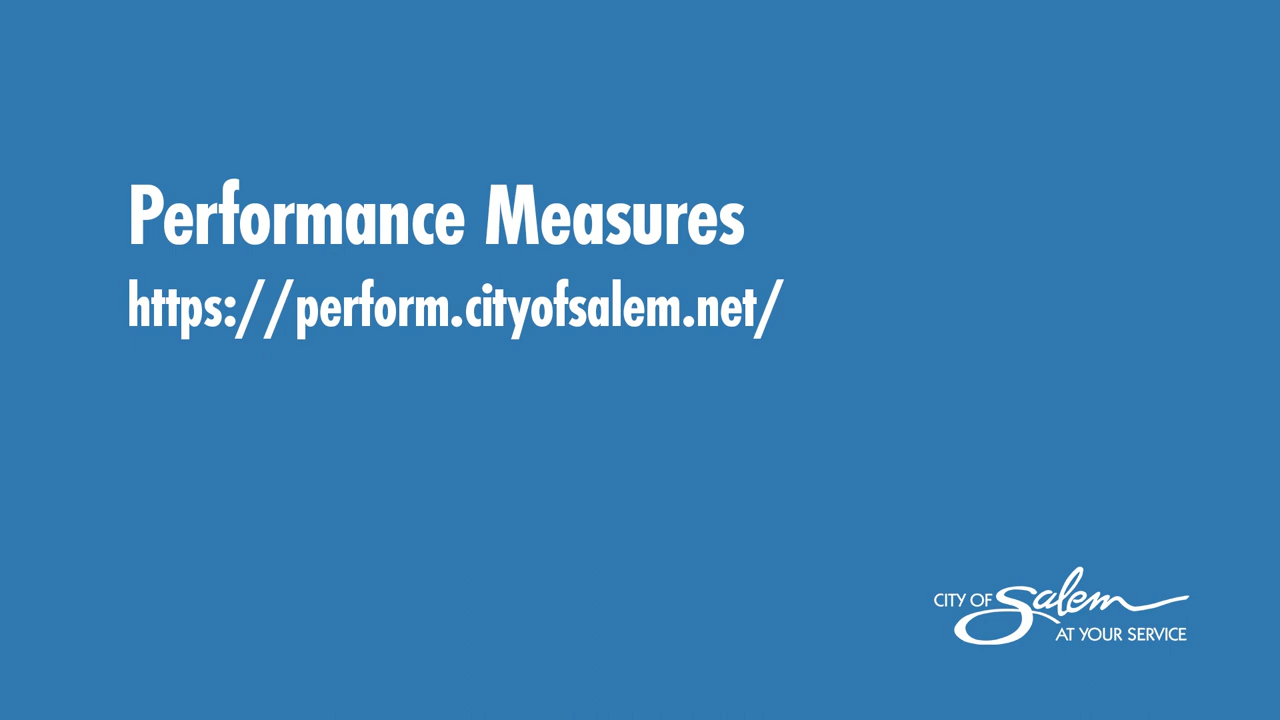 Performance Measures
https://perform.cityofsalem.net/
CITY OF Salem
AT YOUR SERVICE